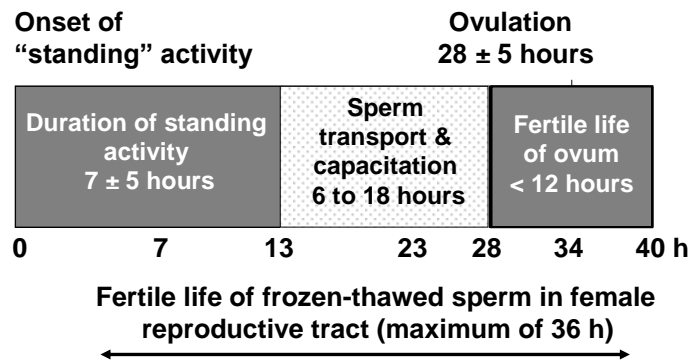 Onset of
“standing” activity
Ovulation
28 ± 5 hours
Duration of standing
activity
7 ± 5 hours
Sperm
transport &
capacitation
6 to 18 hours
Fertile life
of ovum
< 12 hours
0 7 13 23 28 34 40 h
Fertile life of frozen-thawed sperm in female
reproductive tract (maximum of 36 h)